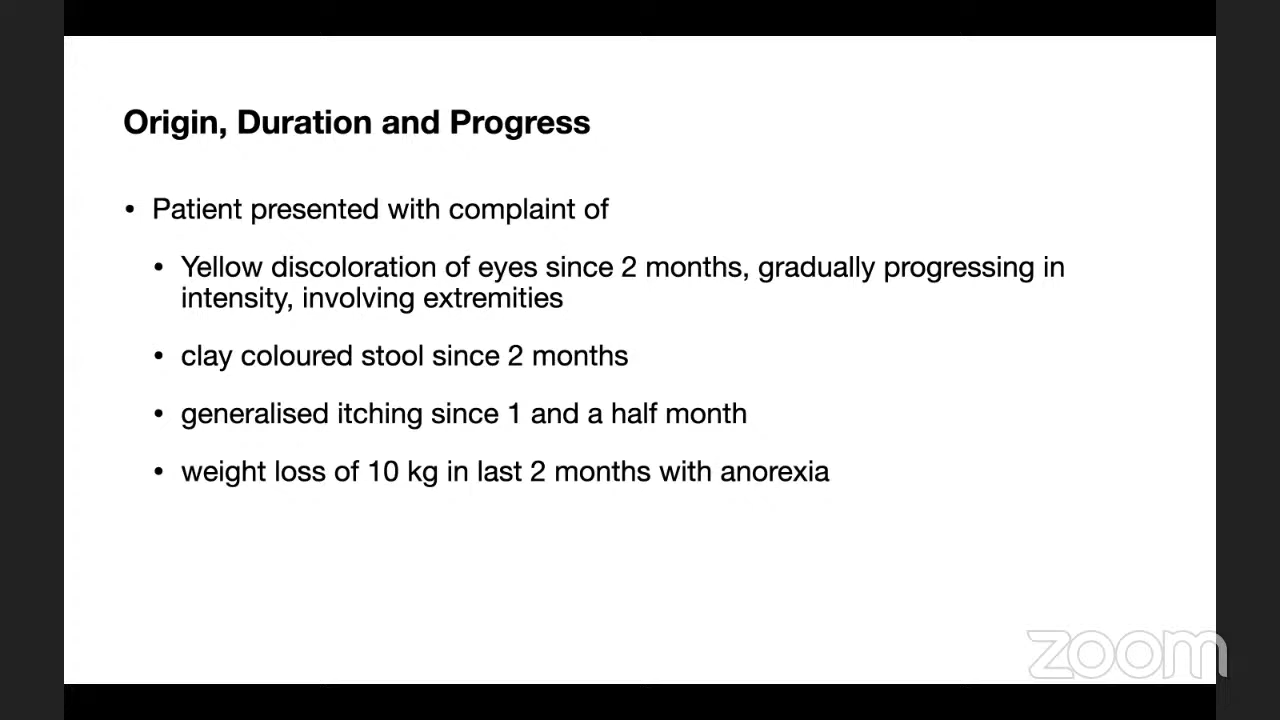 Origin, Duration and Progress
• Patient presented with complaint of
• Yellow discoloration of eyes since 2 months, gradually progressing in
intensity, involving extremities
• clay coloured stool since 2 months
• generalised itching since 1 and a half month
• weight loss of 10 kg in last 2 months with anorexia
zoom